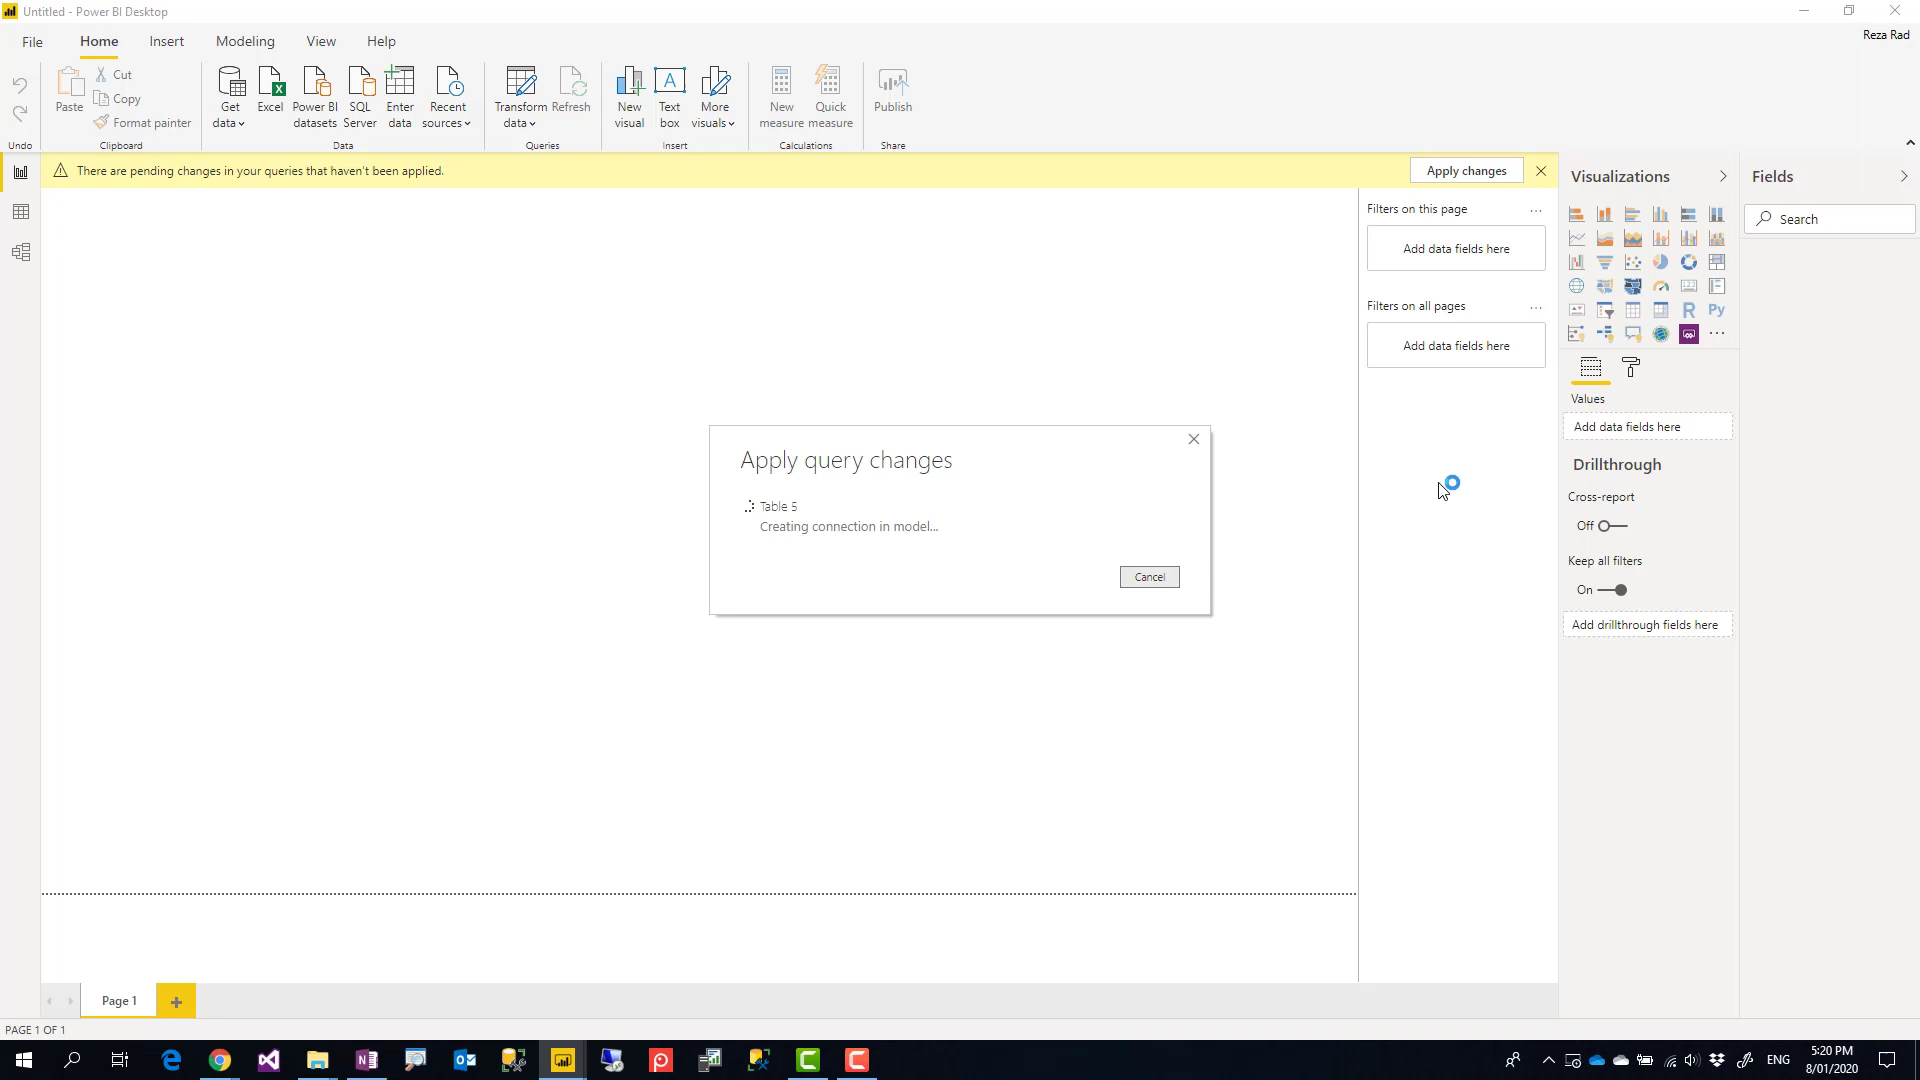 Untitled - Power BI Desktop
File Home Insert Modeling View Help
Reza Rad
Paste
Cut
Copy
Format painter
Get data
Excel
Power BI datasets
SQL Server
Enter data
Recent sources
Transform data
Refresh
New visual
Text box
More visuals
New measure
Quick measure
Publish
Undo
Clipboard
Data
Queries
Insert
Calculations
Share
There are pending changes in your queries that haven't been applied.
Apply changes
Filters on this page
Add data fields here
Filters on all pages
Add data fields here
Visualizations
R
Py
Values
Add data fields here
Drillthrough
Cross-report
Off
Keep all filters
On
Add drillthrough fields here
Fields
Search
Apply query changes
Table 5
Creating connection in model...
Cancel
Page 1
PAGE 1 OF 1
ENG
5:20 PM
8/01/2020